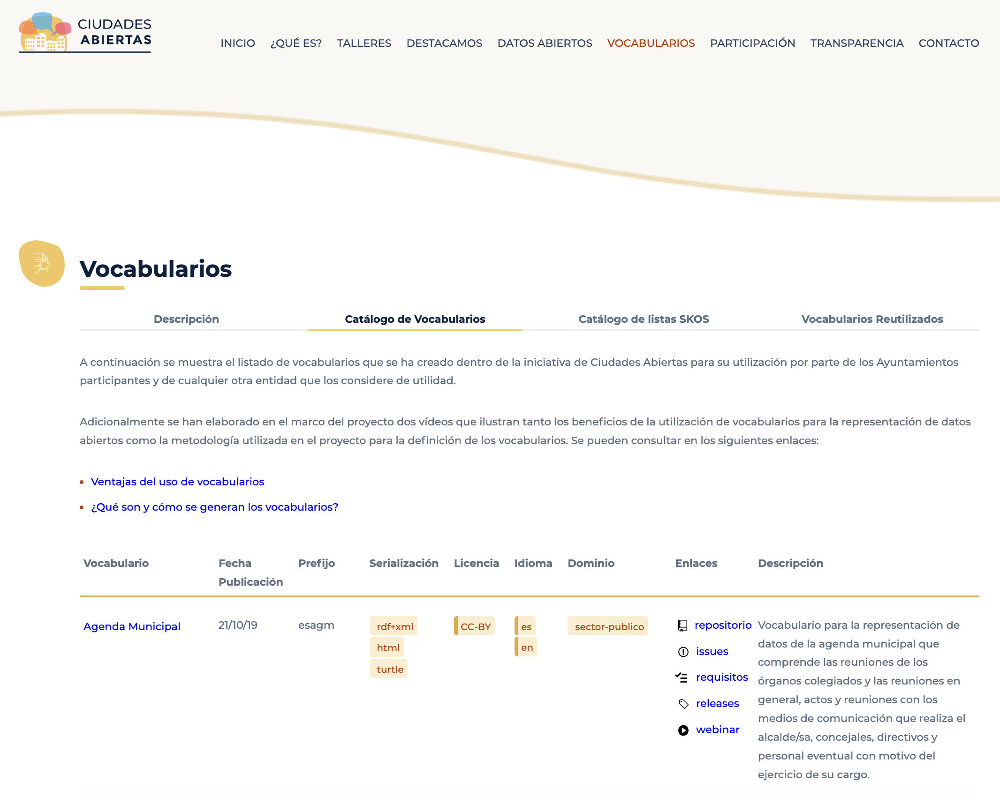 CIUDADES
ABIERTAS
INICIO ¿QUÉ ES? TALLERES DESTACAMOS DATOS ABIERTOS VOCABULARIOS PARTICIPACIÓN TRANSPARENCIA CONTACTO
Vocabularios
Descripción Catálogo de Vocabularios Catálogo de listas SKOS Vocabularios Reutilizados
A continuación se muestra el listado de vocabularios que se ha creado dentro de la iniciativa de Ciudades Abiertas para su utilización por parte de los Ayuntamientos
participantes y de cualquier otra entidad que los considere de utilidad.
Adicionalmente se han elaborado en el marco del proyecto dos vídeos que ilustran tanto los beneficios de la utilización de vocabularios para la representación de datos
abiertos como la metodología utilizada en el proyecto para la definición de los vocabularios. Se pueden consultar en los siguientes enlaces:
Ventajas del uso de vocabularios
¿Qué son y cómo se generan los vocabularios?
Vocabulario Fecha Publicación Prefijo Serialización Licencia Idioma Dominio Enlaces Descripción
Agenda Municipal
21/10/19
esagm
rdf+xml
html
turtle
CC-BY
es
en
sector-publico
repositorio
issues
requisitos
releases
webinar
Vocabulario para la representación de
datos de la agenda municipal que
comprende las reuniones de los
órganos colegiados y las reuniones en
general, actos y reuniones con los
medios de comunicación que realiza el
alcalde/sa, concejales, directivos y
personal eventual con motivo del
ejercicio de su cargo.